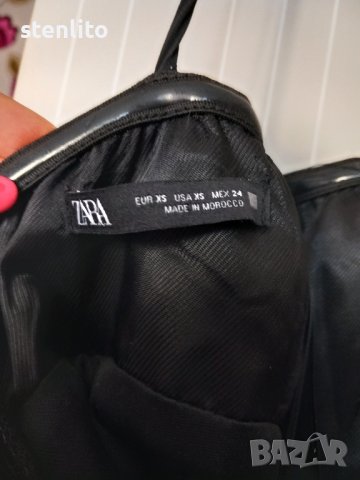 stenlito
ZARA
EUR XS USA XS MEX 24
MADE IN MOROCCO
BAZAR